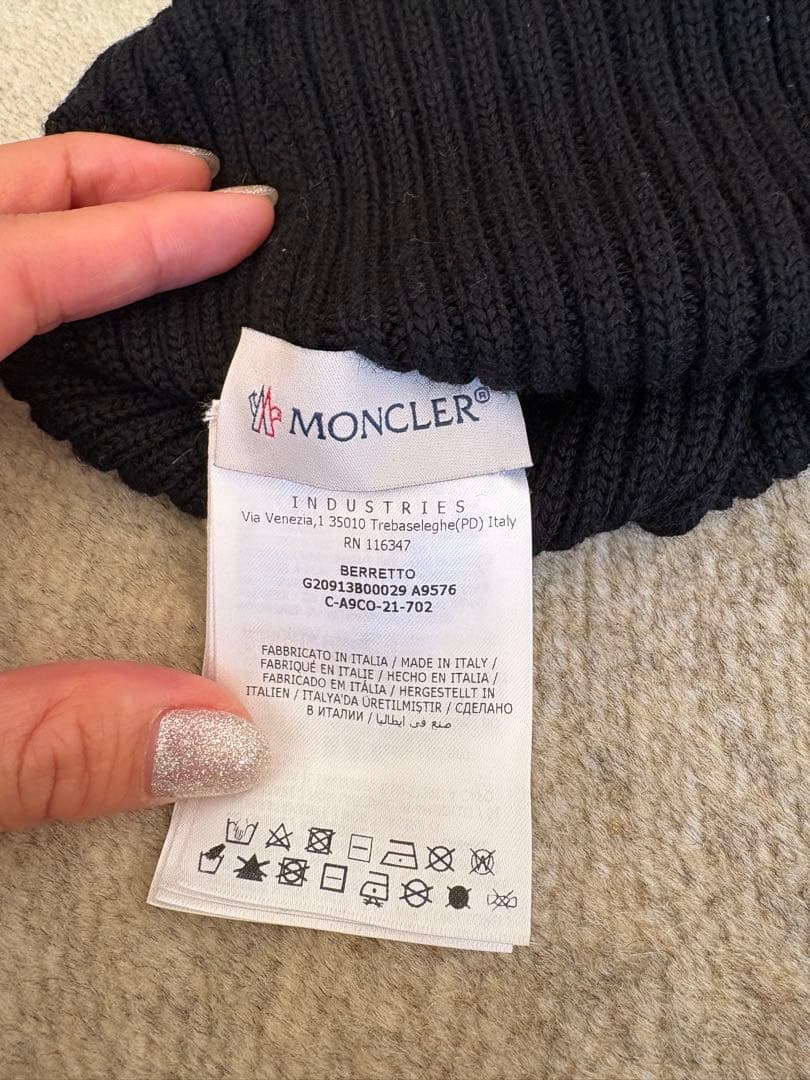 MONCLER®
INDUSTRIES
Via Venezia,1 35010 Trebaseleghe(PD) Italy
RN 116347
BERRETTO
G20913B00029 A9576
C-A9CO-21-702
FABBRICATO IN ITALIA / MADE IN ITALY /
FABRIQUÉ EN ITALIE / HECHO EN ITALIA /
FABRICADO EM ITÁLIA / HERGESTELLT IN
ITALIEN / ITALYA'DA ÜRETILMIŞTIR / СДЕЛАНО
В ИТАЛИИ / صنع في ايطاليا
W